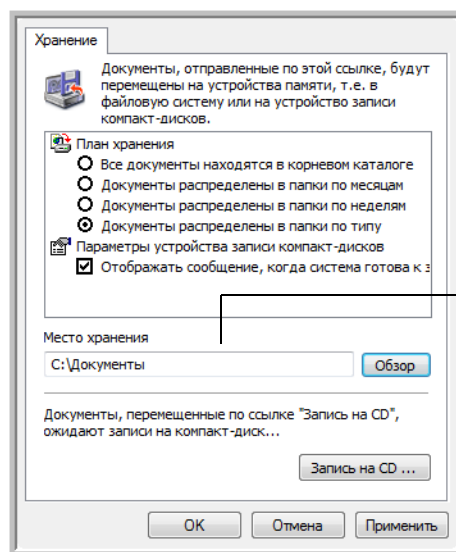 Хранение
Документы, отправленные по этой ссылке, будут
перемещены на устройства памяти, т.е. в
файловую систему или на устройство записи
компакт-дисков.
План хранения
Все документы находятся в корневом каталоге
Документы распределены в папки по месяцам
Документы распределены в папки по неделям
Документы распределены в папки по типу
Параметры устройства записи компакт-дисков
Отображать сообщение, когда система готова к з
Место хранения
C:\Документы
Обзор
Документы, перемещенные по ссылке "Запись на CD",
ожидают записи на компакт-диск...
Запись на CD ...
OK
Отмена
Применить